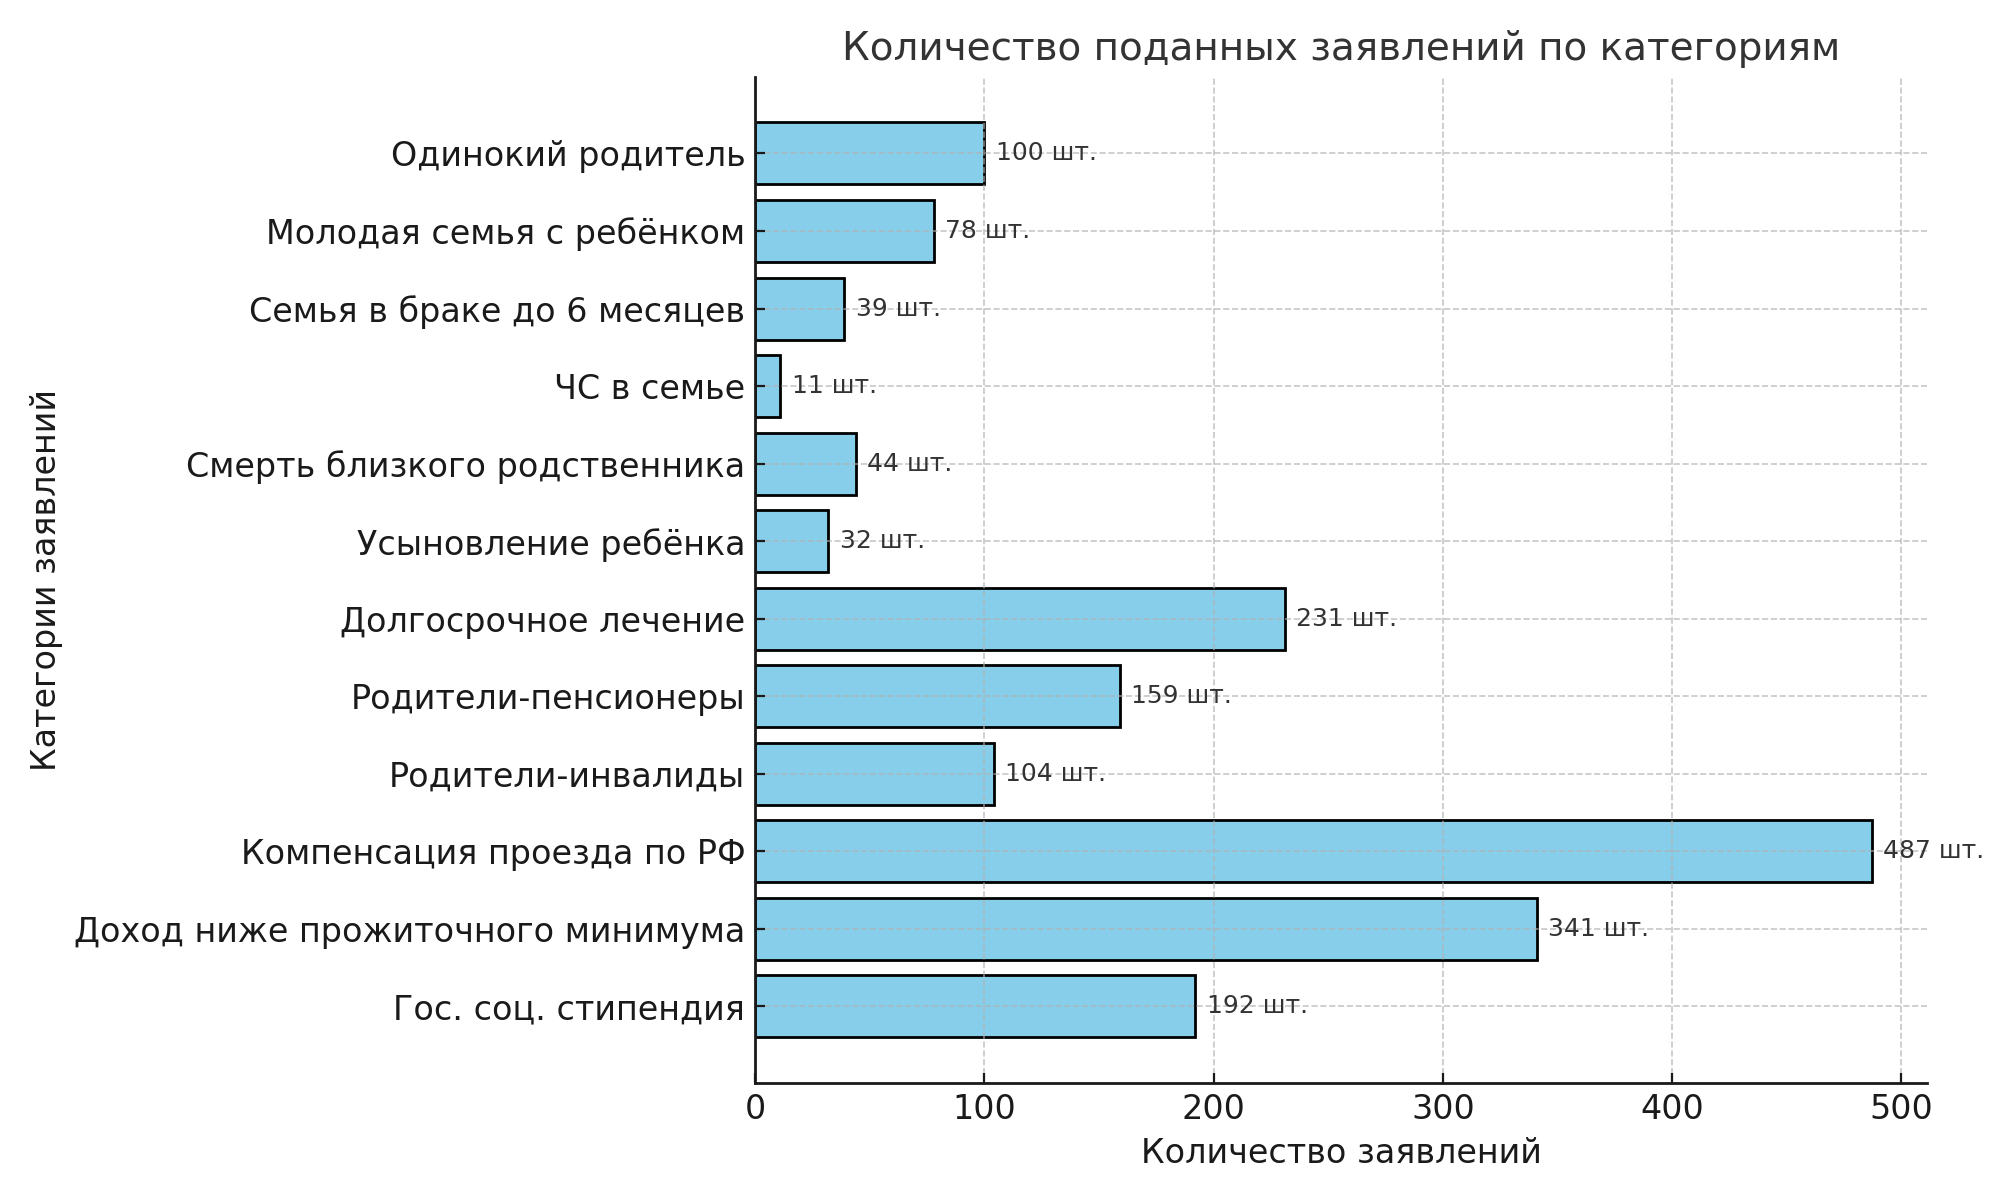 Количество поданных заявлений по категориям
Категории заявлений
Одинокий родитель 100 шт.
Молодая семья с ребёнком 78 шт.
Семья в браке до 6 месяцев 39 шт.
ЧС в семье 11 шт.
Смерть близкого родственника 44 шт.
Усыновление ребёнка 32 шт.
Долгосрочное лечение 231 шт.
Родители-пенсионеры 159 шт.
Родители-инвалиды 104 шт.
Компенсация проезда по РФ 487 шт.
Доход ниже прожиточного минимума 341 шт.
Гос. соц. стипендия 192 шт.
0 100 200 300 400 500
Количество заявлений